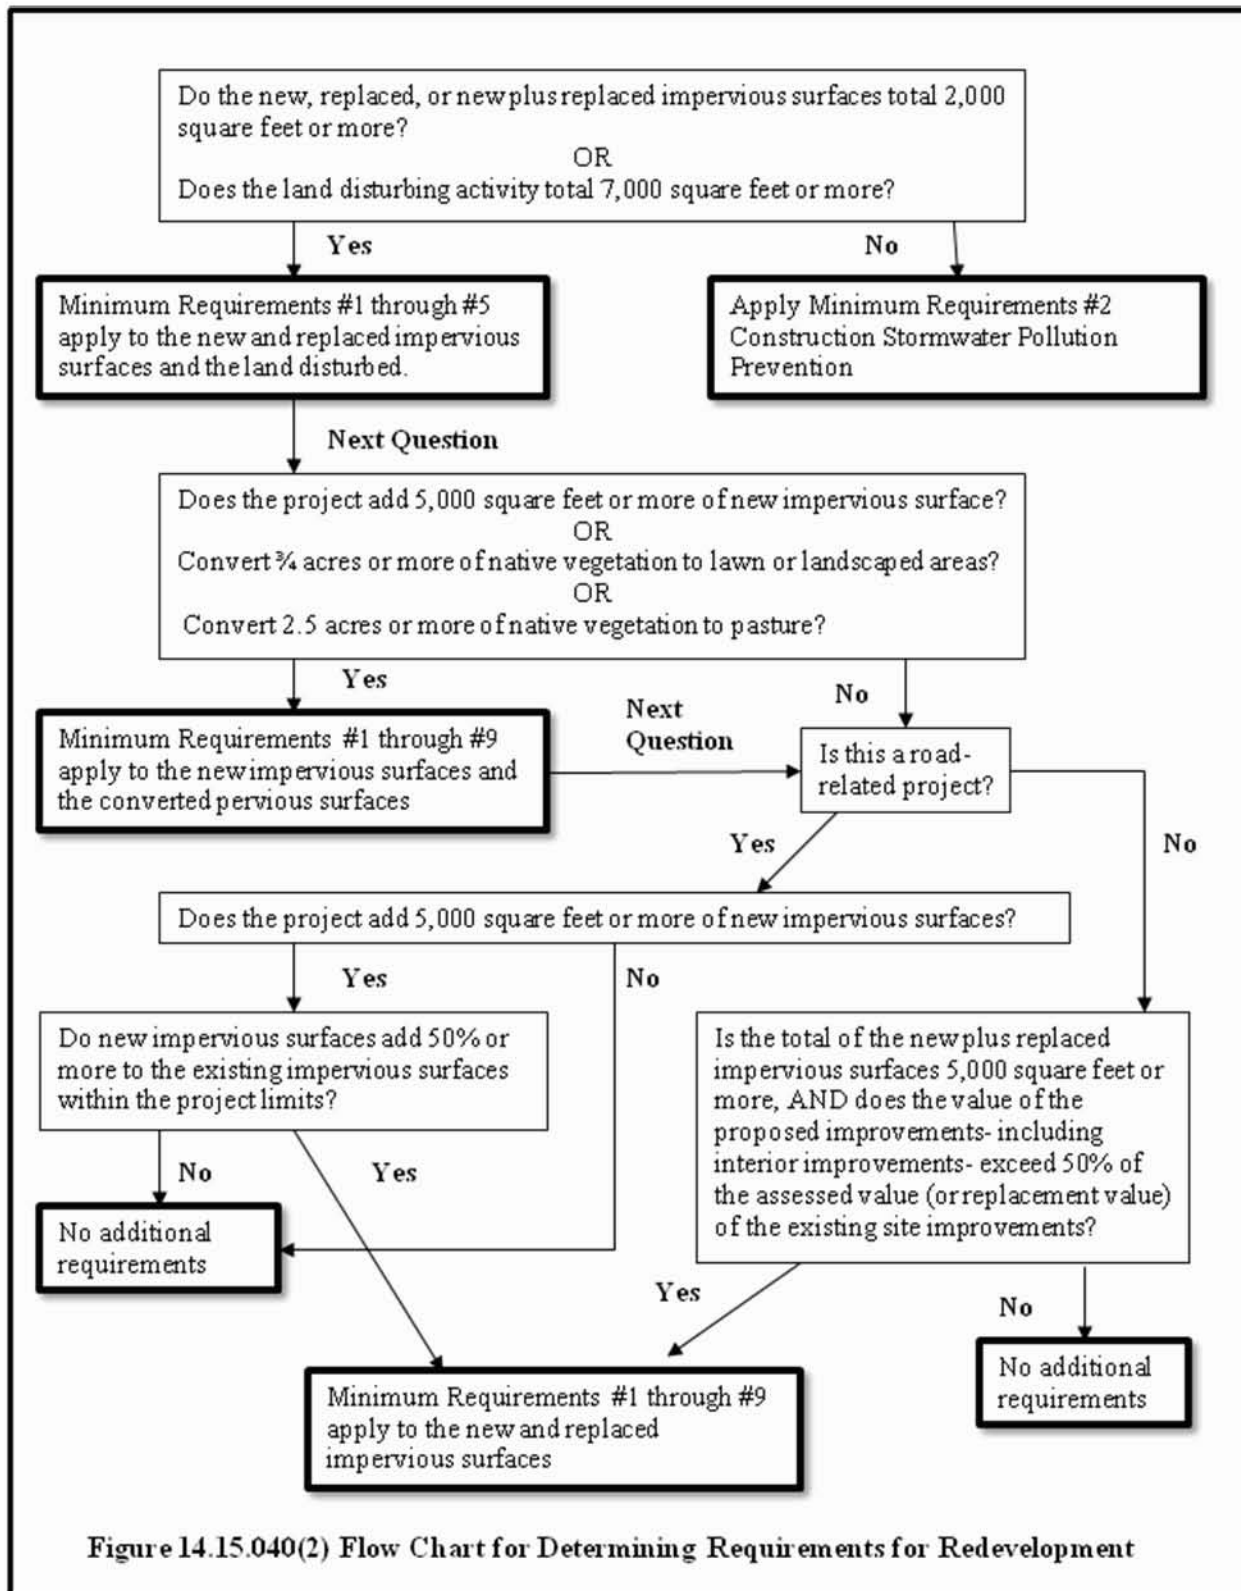 Do the new, replaced, or new plus replaced impervious surfaces total 2,000
square feet or more?
OR
Does the land disturbing activity total 7,000 square feet or more?
Yes
No
Minimum Requirements #1 through #5
apply to the new and replaced impervious
surfaces and the land disturbed.
Apply Minimum Requirements #2
Construction Stormwater Pollution
Prevention
Next Question
Does the project add 5,000 square feet or more of new impervious surface?
OR
Convert ¾ acres or more of native vegetation to lawn or landscaped areas?
OR
Convert 2.5 acres or more of native vegetation to pasture?
Yes
No
Minimum Requirements #1 through #9
apply to the new impervious surfaces and
the converted pervious surfaces
Next
Question
Is this a road-
related project?
Yes
No
Does the project add 5,000 square feet or more of new impervious surfaces?
Yes
No
Do new impervious surfaces add 50% or
more to the existing impervious surfaces
within the project limits?
Is the total of the new plus replaced
impervious surfaces 5,000 square feet or
more, AND does the value of the
proposed improvements- including
interior improvements- exceed 50% of
the assessed value (or replacement value)
of the existing site improvements?
No
Yes
No additional
requirements
Yes
No
Minimum Requirements #1 through #9
apply to the new and replaced
impervious surfaces
No additional
requirements
Figure 14.15.040(2) Flow Chart for Determining Requirements for Redevelopment